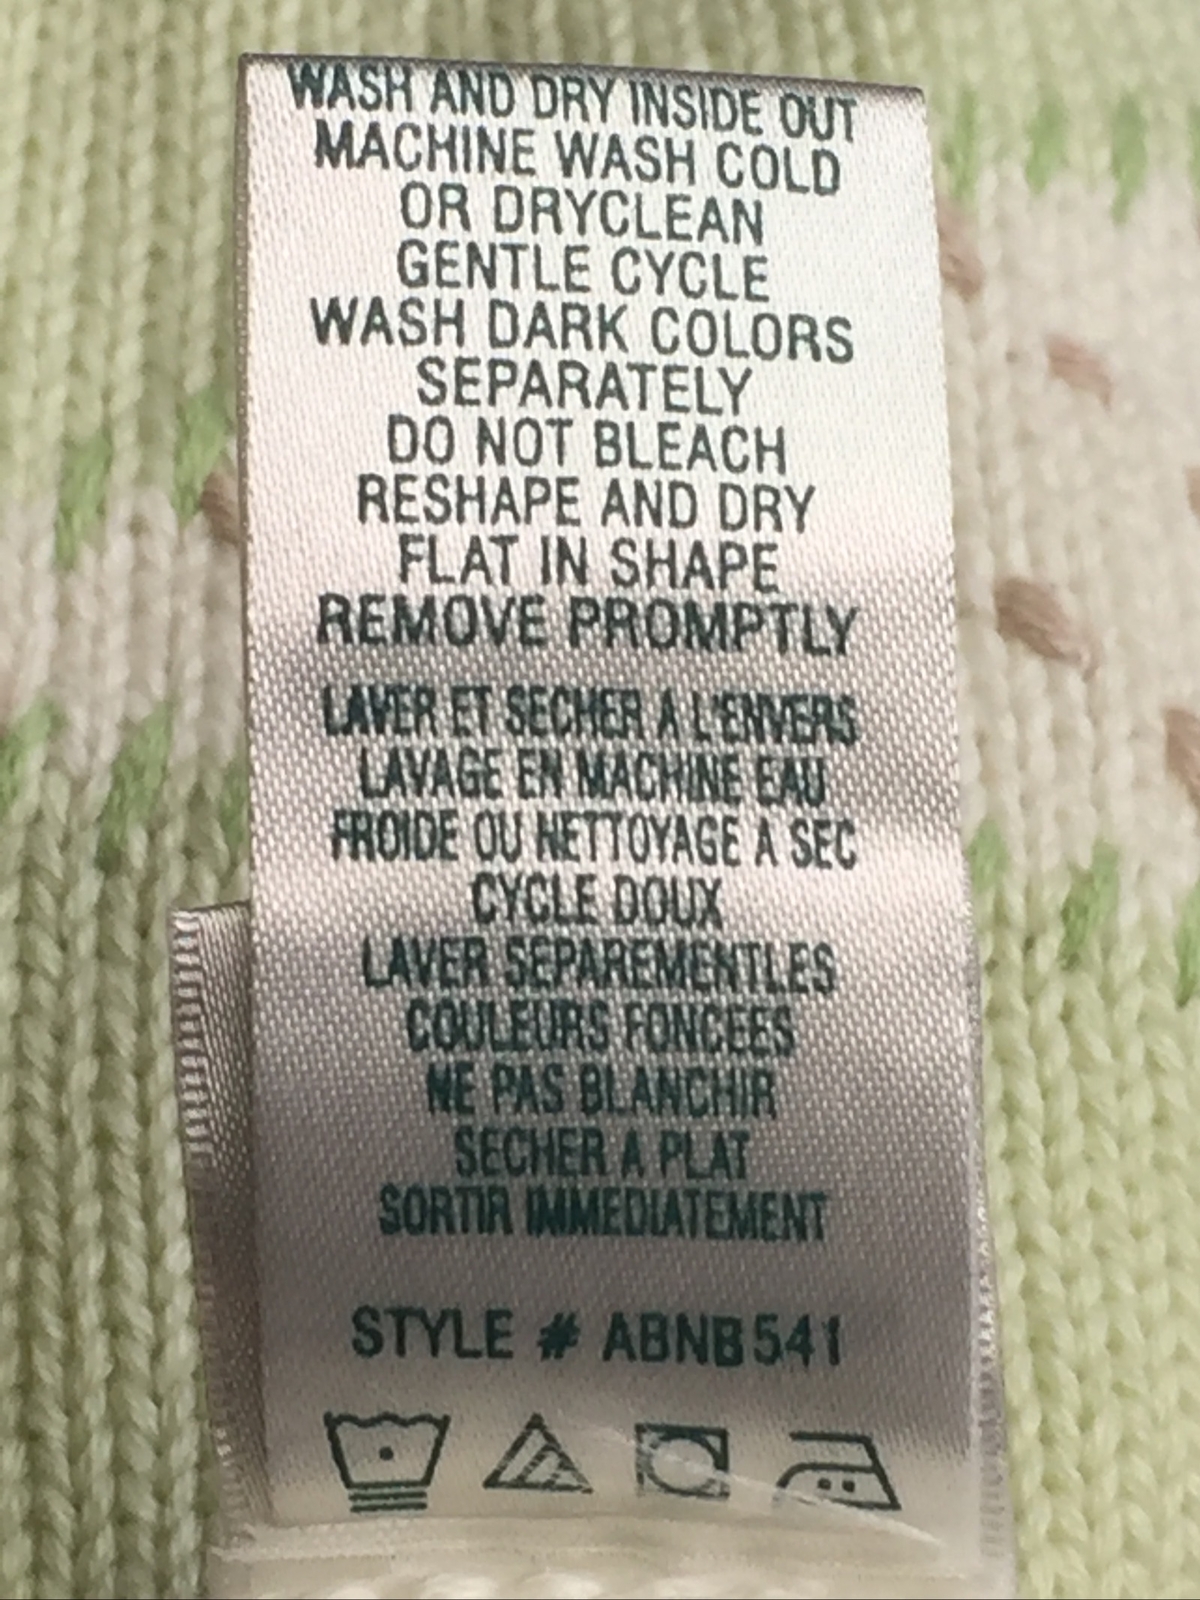 WASH AND DRY INSIDE OUT
MACHINE WASH COLD
OR DRYCLEAN
GENTLE CYCLE
WASH DARK COLORS
SEPARATELY
DO NOT BLEACH
RESHAPE AND DRY
FLAT IN SHAPE
REMOVE PROMPTLY
LAVER ET SECHER A L'ENVERS
LAVAGE EN MACHINE EAU
FROIDE OU NETTOYAGE A SEC
CYCLE DOUX
LAVER SEPAREMENTLES
COULEURS FONCEES
NE PAS BLANCHIR
SECHER A PLAT
SORTIR IMMEDIATEMENT
STYLE # ABNB541